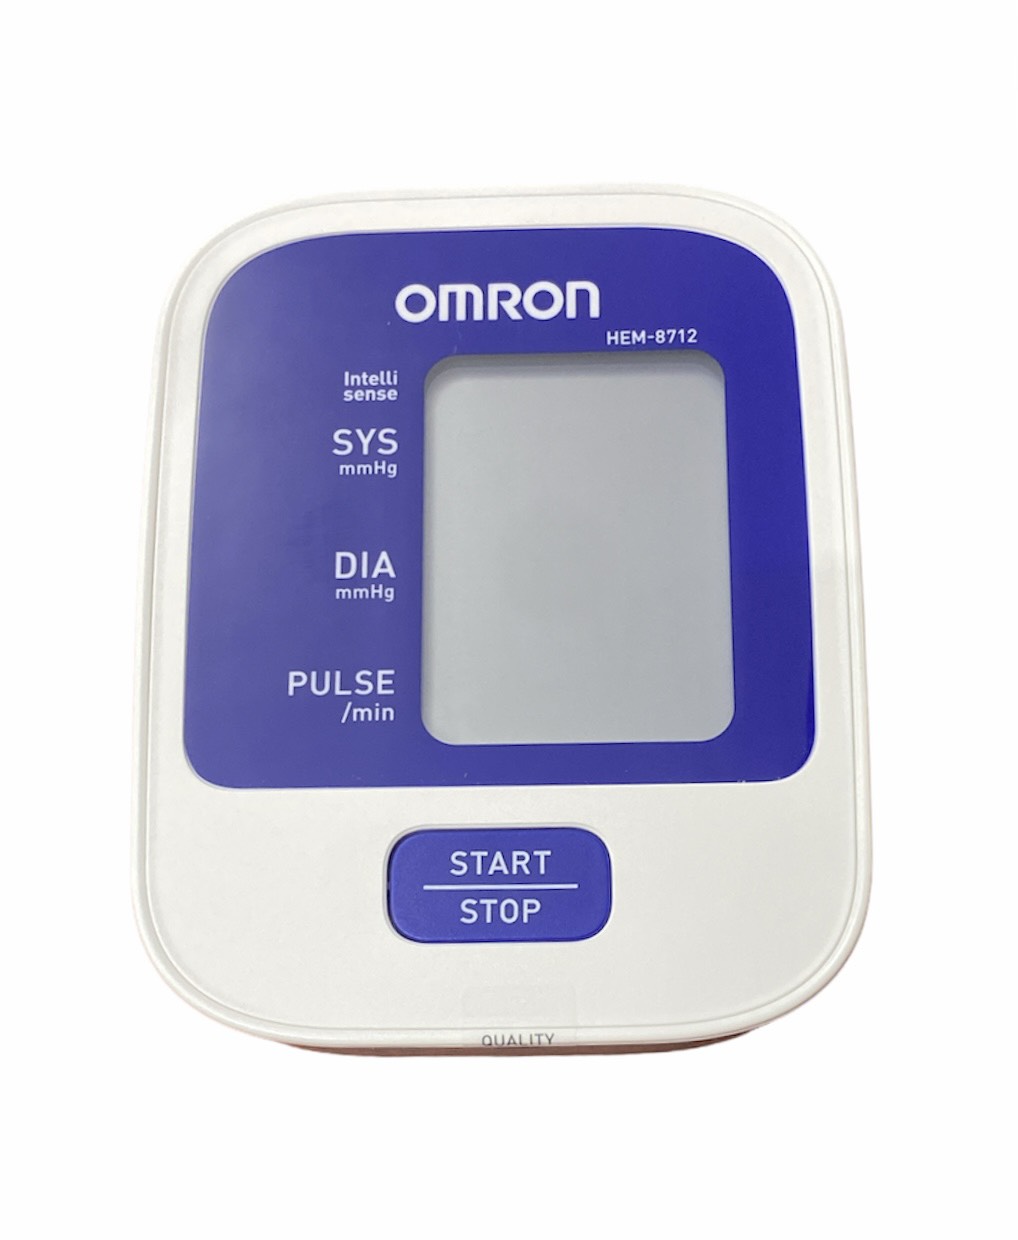 OMRON
HEM-8712
Intelli
sense
SYS
mmHg
DIA
mmHg
PULSE
/min
START
STOP
QUALITY